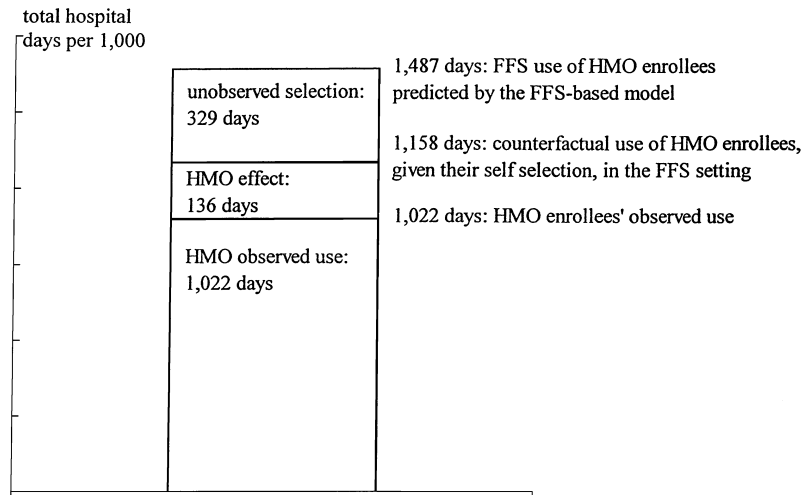 total hospital
days per 1,000
unobserved selection:
329 days
HMO effect:
136 days
HMO observed use:
1,022 days
1,487 days: FFS use of HMO enrollees
predicted by the FFS-based model
1,158 days: counterfactual use of HMO enrollees,
given their self selection, in the FFS setting
1,022 days: HMO enrollees' observed use